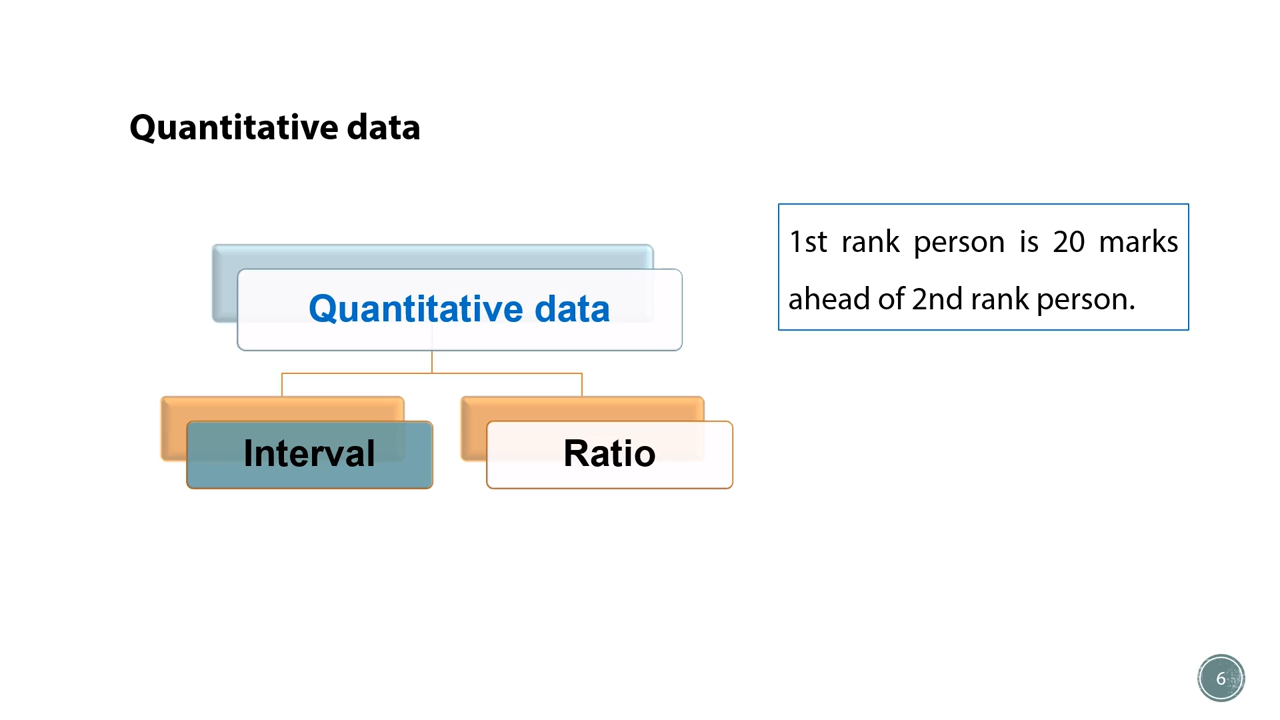 Quantitative data
1st rank person is 20 marks
ahead of 2nd rank person.
Quantitative data
Interval
Ratio
6